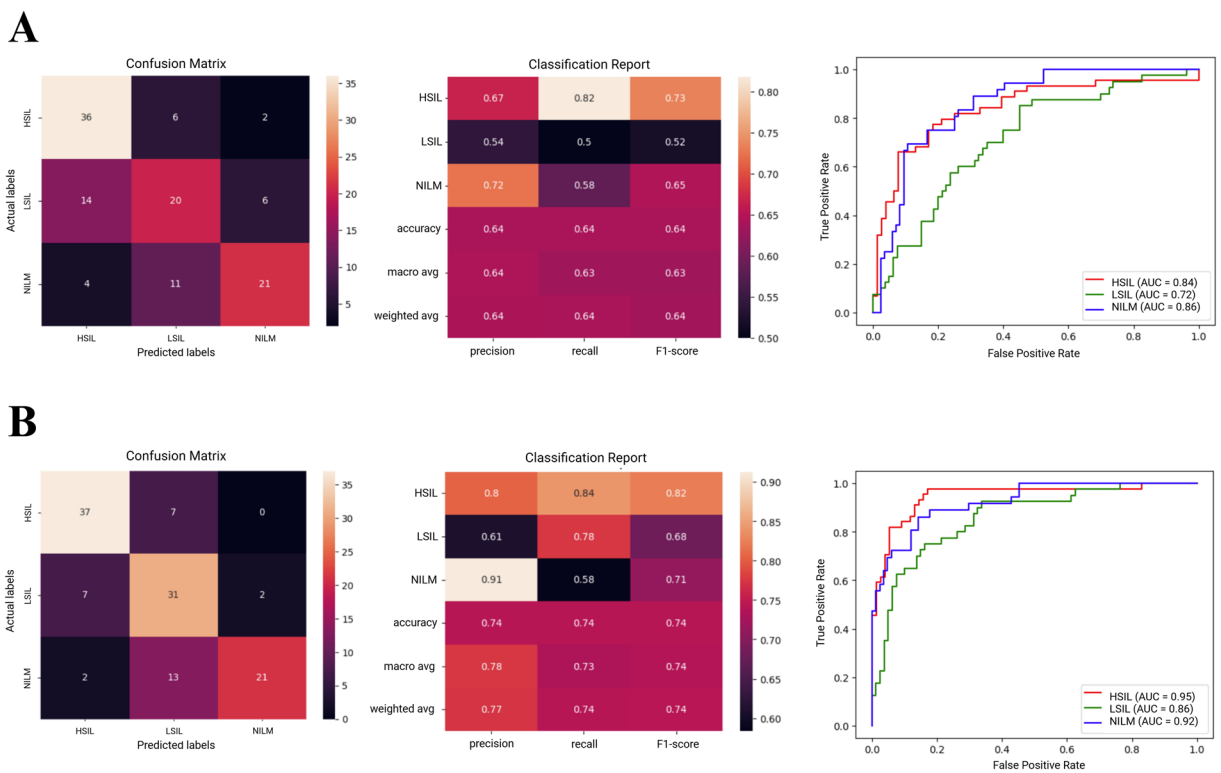 A
Confusion Matrix
Actual labels
HSIL
LSIL
NILM
36 6 2
14 20 6
4 11 21
HSIL LSIL NILM
Predicted labels
35
30
25
20
15
10
5
Classification Report
HSIL 0.67 0.82 0.73
LSIL 0.54 0.5 0.52
NILM 0.72 0.58 0.65
accuracy 0.64 0.64 0.64
macro avg 0.64 0.63 0.63
weighted avg 0.64 0.64 0.64
precision recall F1-score
0.80
0.75
0.70
0.65
0.60
0.55
0.50
True Positive Rate
1.0
0.8
0.6
0.4
0.2
0.0
HSIL (AUC = 0.84)
LSIL (AUC = 0.72)
NILM (AUC = 0.86)
0.0 0.2 0.4 0.6 0.8 1.0
False Positive Rate
B
Confusion Matrix
Actual labels
HSIL
LSIL
NILM
37 7 0
7 31 2
2 13 21
HSIL LSIL NILM
Predicted labels
35
30
25
20
15
10
5
0
Classification Report
HSIL 0.8 0.84 0.82
LSIL 0.61 0.78 0.68
NILM 0.91 0.58 0.71
accuracy 0.74 0.74 0.74
macro avg 0.78 0.73 0.74
weighted avg 0.77 0.74 0.74
precision recall F1-score
0.90
0.85
0.80
0.75
0.70
0.65
0.60
True Positive Rate
1.0
0.8
0.6
0.4
0.2
0.0
HSIL (AUC = 0.95)
LSIL (AUC = 0.86)
NILM (AUC = 0.92)
0.0 0.2 0.4 0.6 0.8 1.0
False Positive Rate